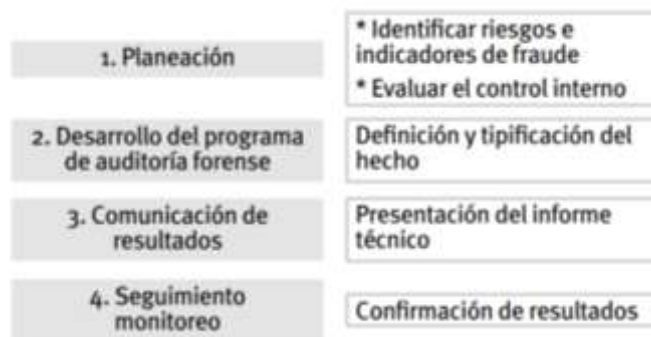 1. Planeación
* Identificar riesgos e
indicadores de fraude
* Evaluar el control interno
2. Desarrollo del programa
de auditoría forense
Definición y tipificación del
hecho
3. Comunicación de
resultados
Presentación del informe
técnico
4. Seguimiento
monitoreo
Confirmación de resultados